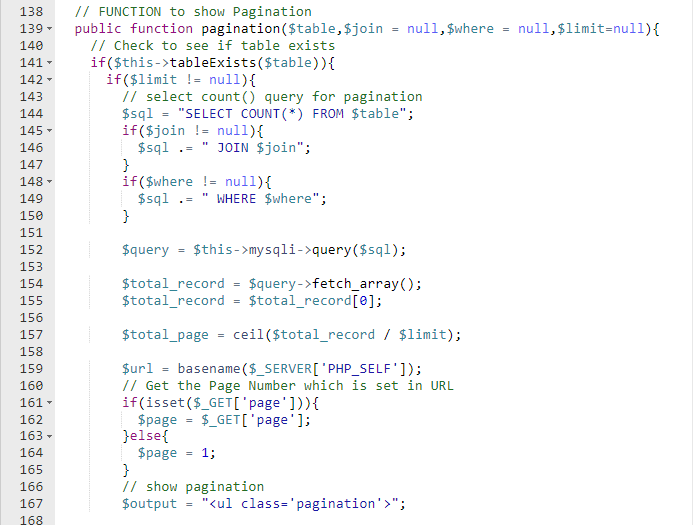 138 // FUNCTION to show Pagination
139 public function pagination($table,$join = null,$where = null,$limit=null){
140 // Check to see if table exists
141 if($this->tableExists($table)){
142 if($limit != null){
143 // select count() query for pagination
144 $sql = "SELECT COUNT(*) FROM $table";
145 if($join != null){
146 $sql .= " JOIN $join";
147 }
148 if($where != null){
149 $sql .= " WHERE $where";
150 }
151
152 $query = $this->mysqli->query($sql);
153
154 $total_record = $query->fetch_array();
155 $total_record = $total_record[0];
156
157 $total_page = ceil($total_record / $limit);
158
159 $url = basename($_SERVER['PHP_SELF']);
160 // Get the Page Number which is set in URL
161 if(isset($_GET['page'])){
162 $page = $_GET['page'];
163 }else{
164 $page = 1;
165 }
166 // show pagination
167 $output = "<ul class='pagination'>";
168